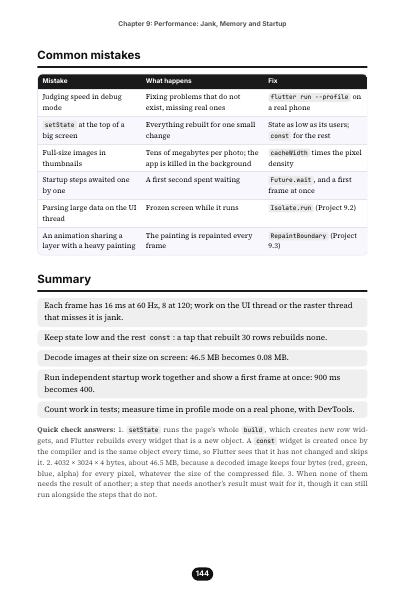 Chapter 9: Performance: Jank, Memory and Startup
Common mistakes
Mistake What happens Fix
Judging speed in debug mode Fixing problems that do not exist, missing real ones flutter run --profile on a real phone
setState at the top of a big screen Everything rebuilt for one small change State as low as its users; const for the rest
Full-size images in thumbnails Tens of megabytes per photo; the app is killed in the background cacheWidth times the pixel density
Startup steps awaited one by one A first second spent waiting Future.wait, and a first frame at once
Parsing large data on the UI thread Frozen screen while it runs Isolate.run (Project 9.2)
An animation sharing a layer with a heavy painting The painting is repainted every frame RepaintBoundary (Project 9.3)
Summary
Each frame has 16 ms at 60 Hz, 8 at 120; work on the UI thread or the raster thread
that misses it is jank.
Keep state low and the rest const : a tap that rebuilt 30 rows rebuilds none.
Decode images at their size on screen: 46.5 MB becomes 0.08 MB.
Run independent startup work together and show a first frame at once: 900 ms
becomes 400.
Count work in tests; measure time in profile mode on a real phone, with DevTools.
Quick check answers: 1. setState runs the page's whole build, which creates new row wid-
gets, and Flutter rebuilds every widget that is a new object. A const widget is created once by
the compiler and is the same object every time, so Flutter sees that it has not changed and skips
it. 2. 4032 × 3024 × 4 bytes, about 46.5 MB, because a decoded image keeps four bytes (red, green,
blue, alpha) for every pixel, whatever the size of the compressed file. 3. When none of them
needs the result of another; a step that needs another's result must wait for it, though it can still
run alongside the steps that do not.
144